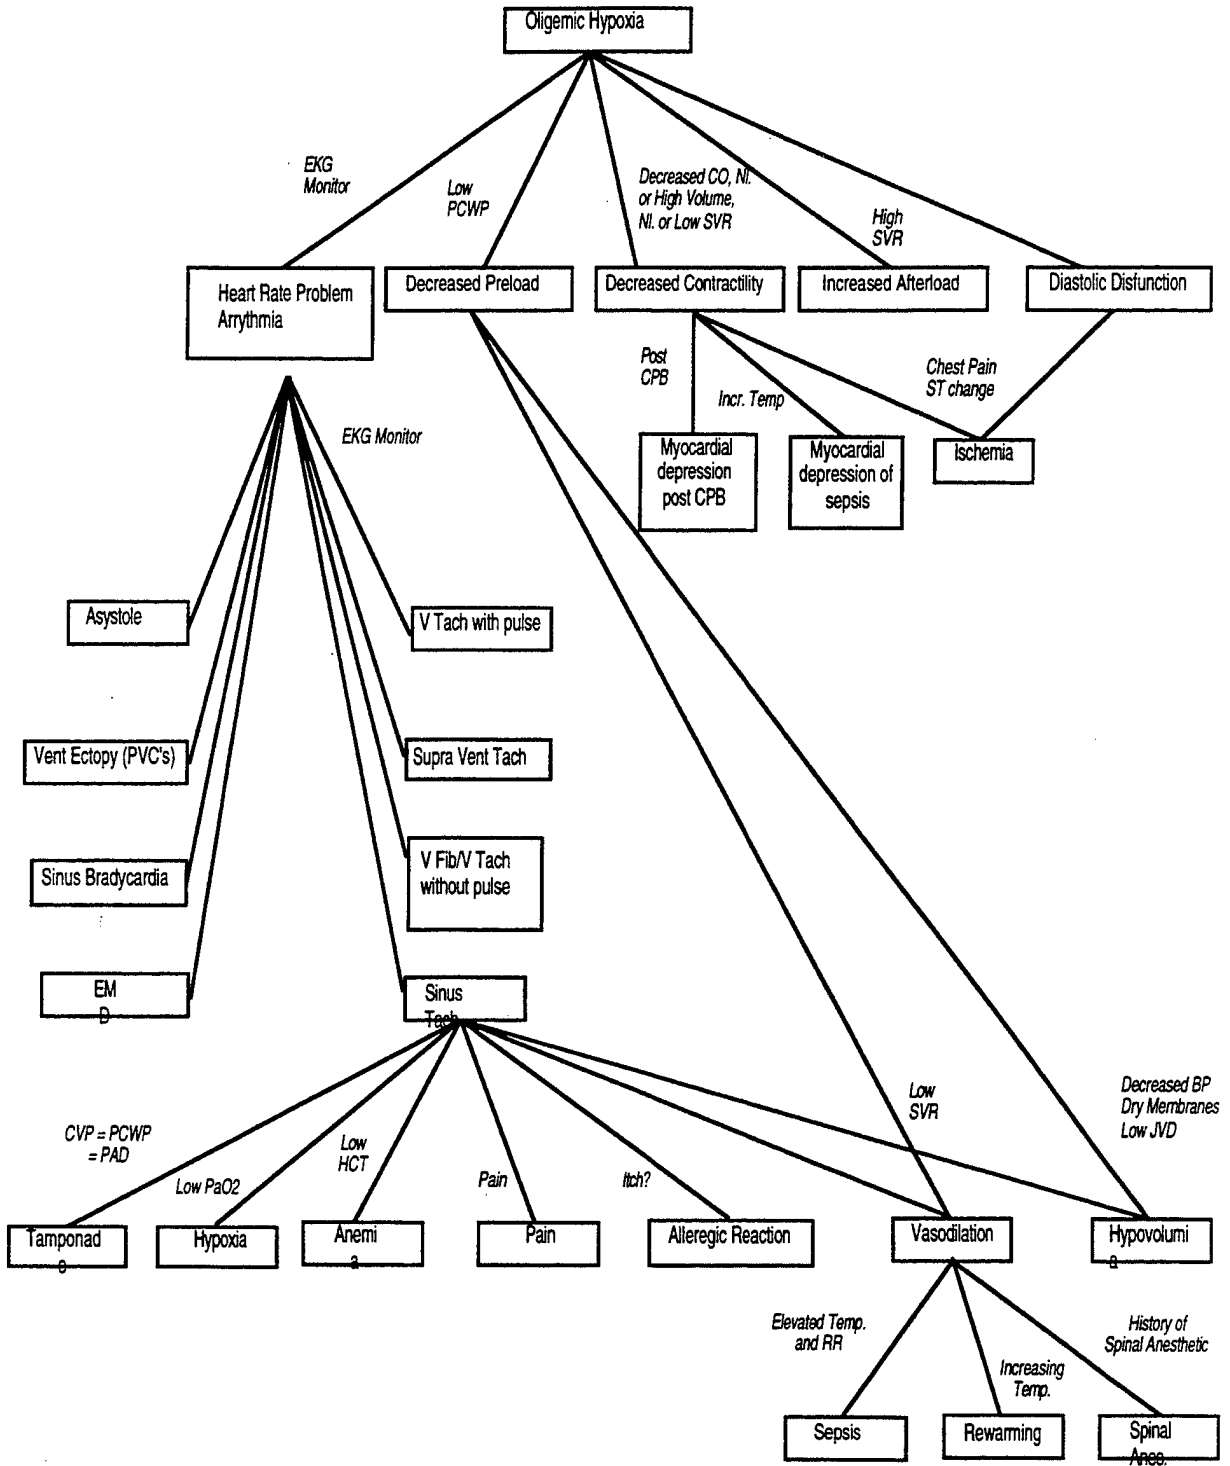 Oligemic Hypoxia
EKG
Monitor
Low
PCWP
Decreased CO, Nl.
or High Volume,
Nl. or Low SVR
High
SVR
Heart Rate Problem
Arrythmia
Decreased Preload
Decreased Contractility
Increased Afterload
Diastolic Disfunction
Post
CPB
Incr. Temp
Chest Pain
ST change
EKG Monitor
Myocardial
depression
post CPB
Myocardial
depression of
sepsis
Ischemia
Asystole
V Tach with pulse
Vent Ectopy (PVC's)
Supra Vent Tach
Sinus Bradycardia
V Fib/V Tach
without pulse
EM
D
Sinus
Tach
CVP = PCWP
= PAD
Low PaO2
Low
HCT
Pain
Itch?
Low
SVR
Decreased BP
Dry Membranes
Low JVD
Tamponad
e
Hypoxia
Anemi
a
Pain
Alleregic Reaction
Vasodilation
Hypovolumi
a
Elevated Temp.
and RR
Increasing
Temp.
History of
Spinal Anesthetic
Sepsis
Rewarming
Spinal
Anes.